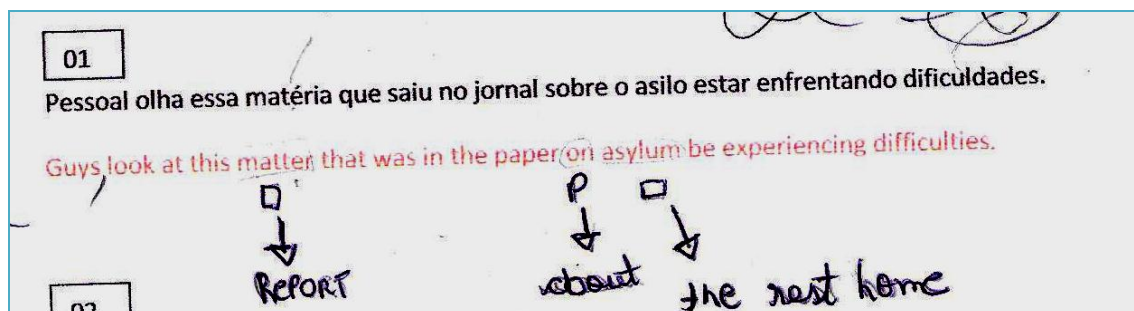 01
Pessoal olha essa matéria que saiu no jornal sobre o asilo estar enfrentando dificuldades.
Guys look at this matter that was in the paper on asylum be experiencing difficulties.
P
REPORT about the rest home